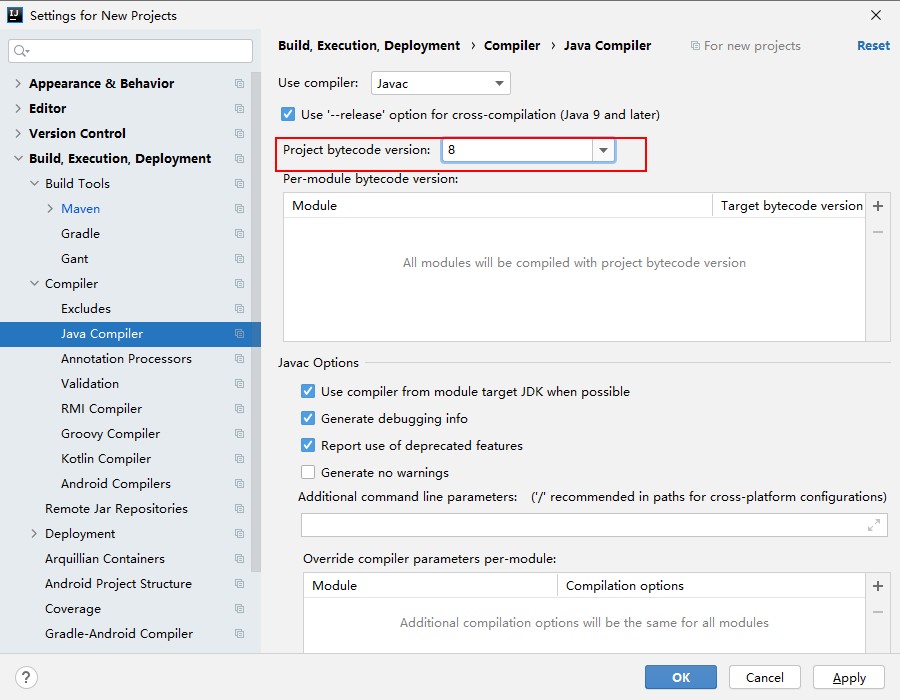 Settings for New Projects
Appearance & Behavior
Editor
Version Control
Build, Execution, Deployment
Build Tools
Maven
Gradle
Gant
Compiler
Excludes
Java Compiler
Annotation Processors
Validation
RMI Compiler
Groovy Compiler
Kotlin Compiler
Android Compilers
Remote Jar Repositories
Deployment
Arquillian Containers
Android Project Structure
Coverage
Gradle-Android Compiler
Build, Execution, Deployment › Compiler › Java Compiler For new projects Reset
Use compiler: Javac
Use '--release' option for cross-compilation (Java 9 and later)
Project bytecode version: 8
Per-module bytecode version:
Module Target bytecode version
All modules will be compiled with project bytecode version
Javac Options
Use compiler from module target JDK when possible
Generate debugging info
Report use of deprecated features
Generate no warnings
Additional command line parameters: ('/' recommended in paths for cross-platform configurations)
Override compiler parameters per-module:
Module Compilation options
Additional compilation options will be the same for all modules
? OK Cancel Apply